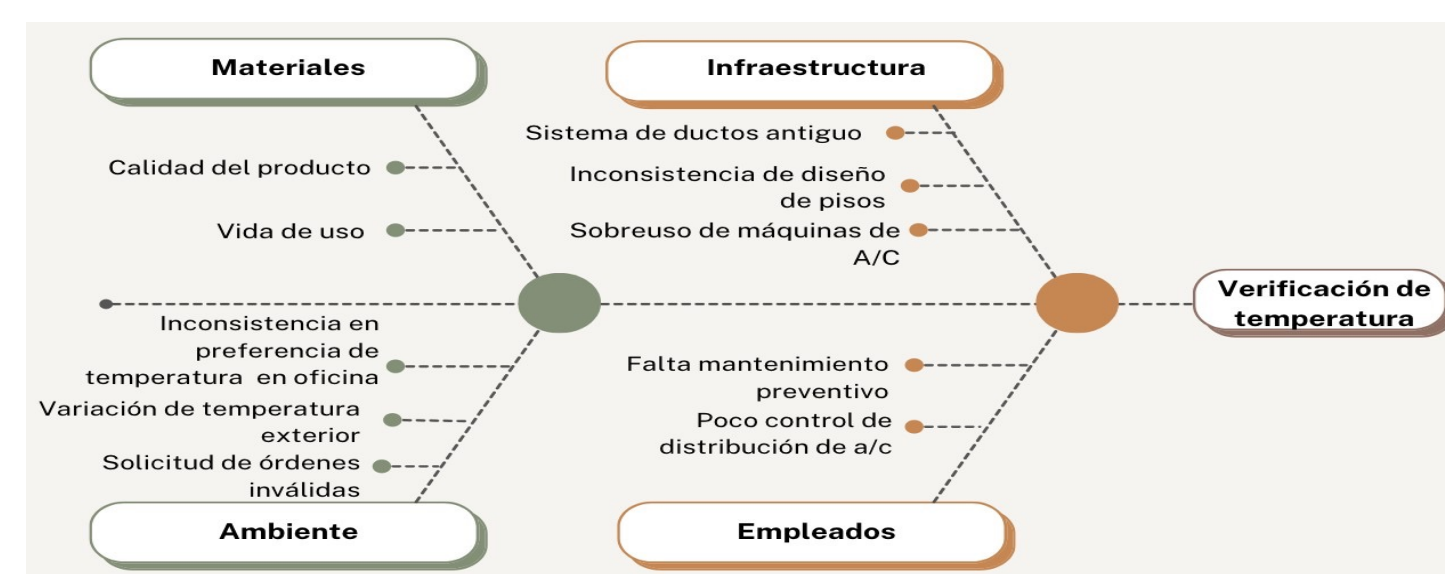 Materiales
Infraestructura
Sistema de ductos antiguo
Calidad del producto
Inconsistencia de diseño
de pisos
Vida de uso
Sobreuso de máquinas de
A/C
Verificación de
temperatura
Inconsistencia en
preferencia de
temperatura en oficina
Variación de temperatura
exterior
Solicitud de órdenes
inválidas
Falta mantenimiento
preventivo
Poco control de
distribución de a/c
Ambiente
Empleados